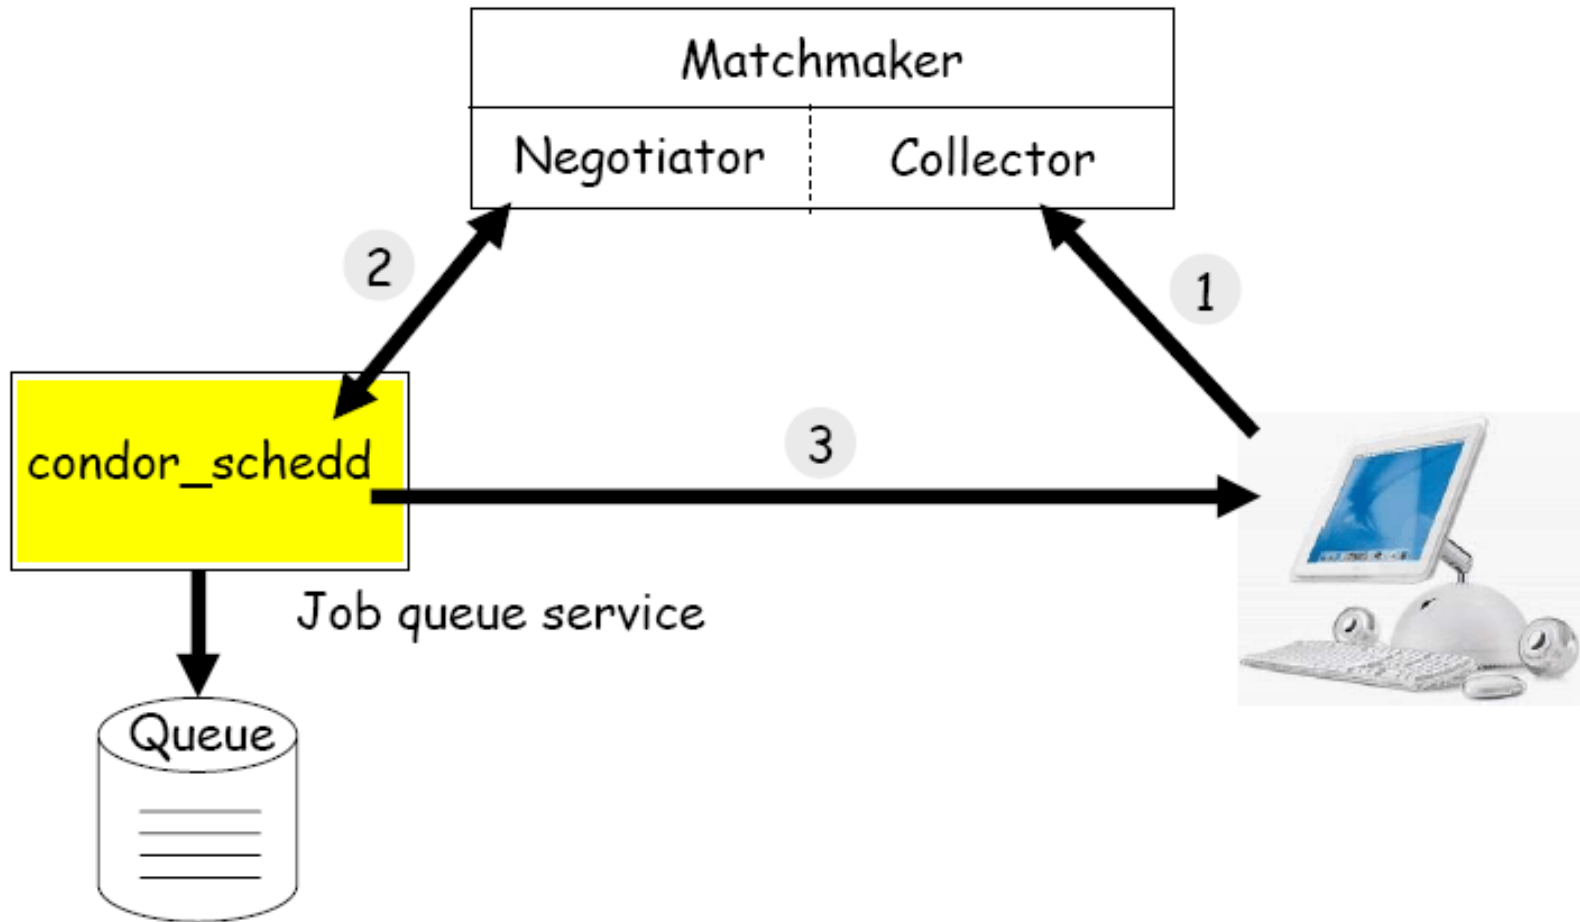 Matchmaker
Negotiator
Collector
2
1
condor_schedd
3
Job queue service
Queue